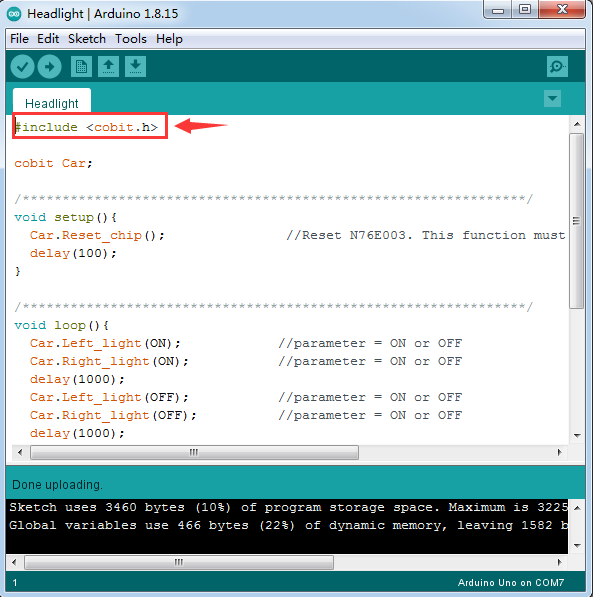 Headlight | Arduino 1.8.15
File Edit Sketch Tools Help
Headlight
#include <cobit.h>
cobit Car;
/***************************************************************/
void setup(){
Car.Reset_chip(); //Reset N76E003. This function must
delay(100);
}
/***************************************************************/
void loop(){
Car.Left_light(ON); //parameter = ON or OFF
Car.Right_light(ON); //parameter = ON or OFF
delay(1000);
Car.Left_light(OFF); //parameter = ON or OFF
Car.Right_light(OFF); //parameter = ON or OFF
delay(1000);
Done uploading.
Sketch uses 3460 bytes (10%) of program storage space. Maximum is 3225
Global variables use 466 bytes (22%) of dynamic memory, leaving 1582 b
1 Arduino Uno on COM7